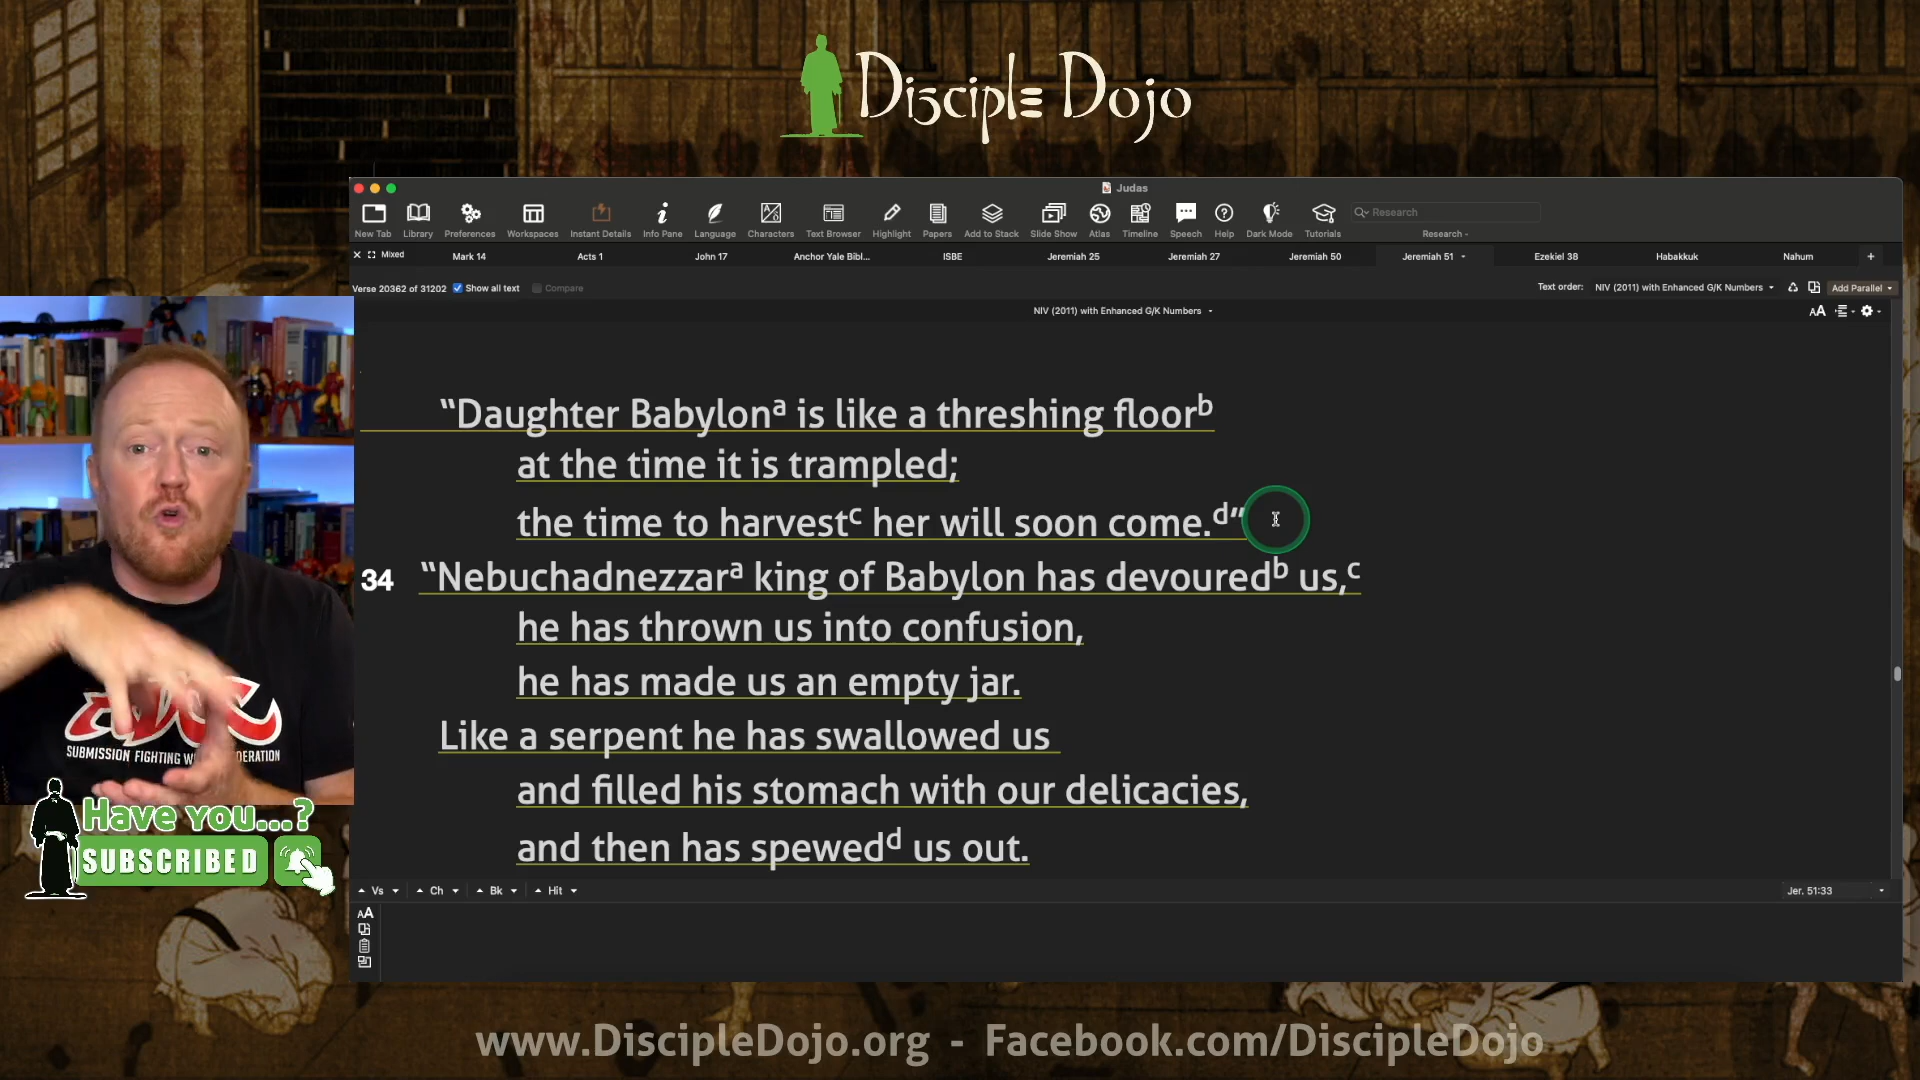 Disciple Dojo
Judas
New Tab Library Preferences Workspaces Instant Details Info Pane Language Characters Text Browser Highlight Papers Add to Stack Slide Show Atlas Timeline Speech Help Dark Mode Tutorials
Research
Research
Mixed Mark 14 Acts 1 John 17 Anchor Yale Bibl... ISBE Jeremiah 25 Jeremiah 27 Jeremiah 50 Jeremiah 51 Ezekiel 38 Habakkuk Nahum +
Verse 20362 of 31202 Show all text Compare Text order: NIV (2011) with Enhanced G/K Numbers Add Parallel
NIV (2011) with Enhanced G/K Numbers AA
“Daughter Babylonᵃ is like a threshing floorᵇ
at the time it is trampled;
the time to harvestᶜ her will soon come.ᵈ”
34 “Nebuchadnezzarᵃ king of Babylon has devouredᵇ us,ᶜ
he has thrown us into confusion,
he has made us an empty jar.
Like a serpent he has swallowed us
and filled his stomach with our delicacies,
and then has spewedᵈ us out.
SUBMISSION FIGHTING
Have you...?
SUBSCRIBED
Vs Ch Bk Hit Jer. 51:33
AA
www.DiscipleDojo.org - Facebook.com/DiscipleDojo